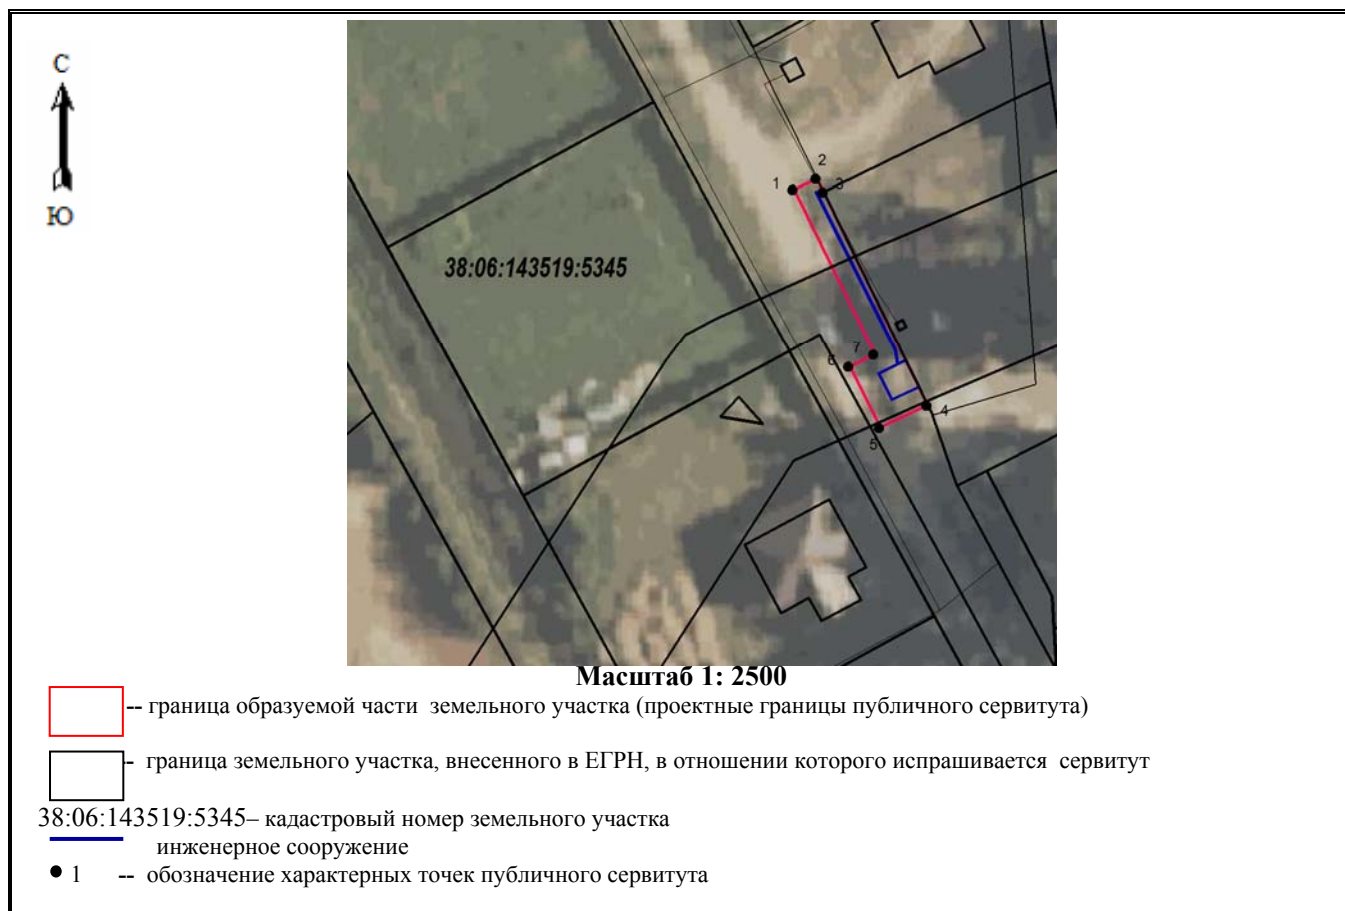 С
Ю
2
1
3
38:06:143519:5345
7
6
4
5
Масштаб 1: 2500
-- граница образуемой части земельного участка (проектные границы публичного сервитута)
- граница земельного участка, внесенного в ЕГРН, в отношении которого испрашивается сервитут
38:06:143519:5345– кадастровый номер земельного участка
инженерное сооружение
● 1 -- обозначение характерных точек публичного сервитута